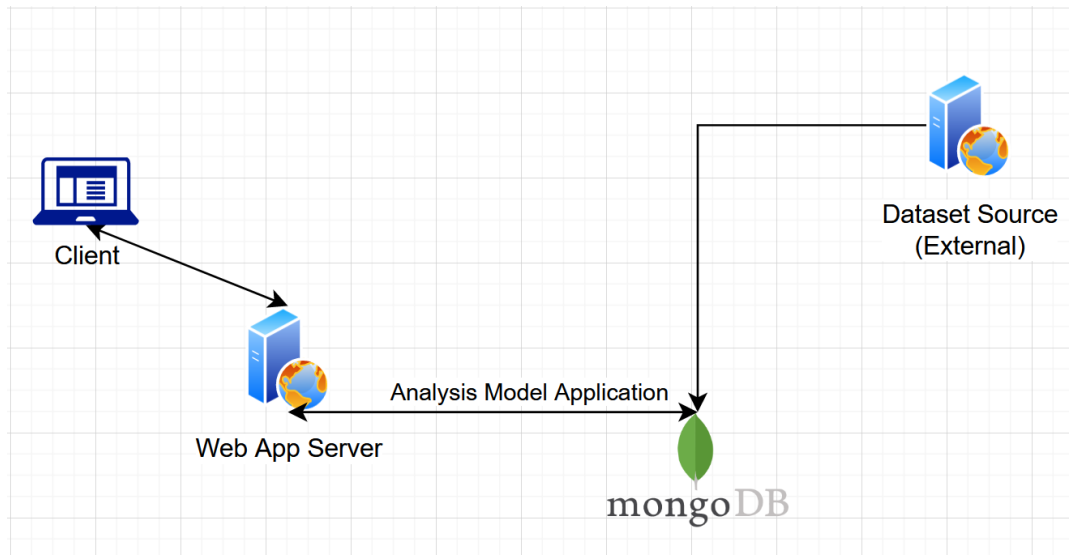 Dataset Source
(External)
Client
Analysis Model Application
Web App Server
mongoDB